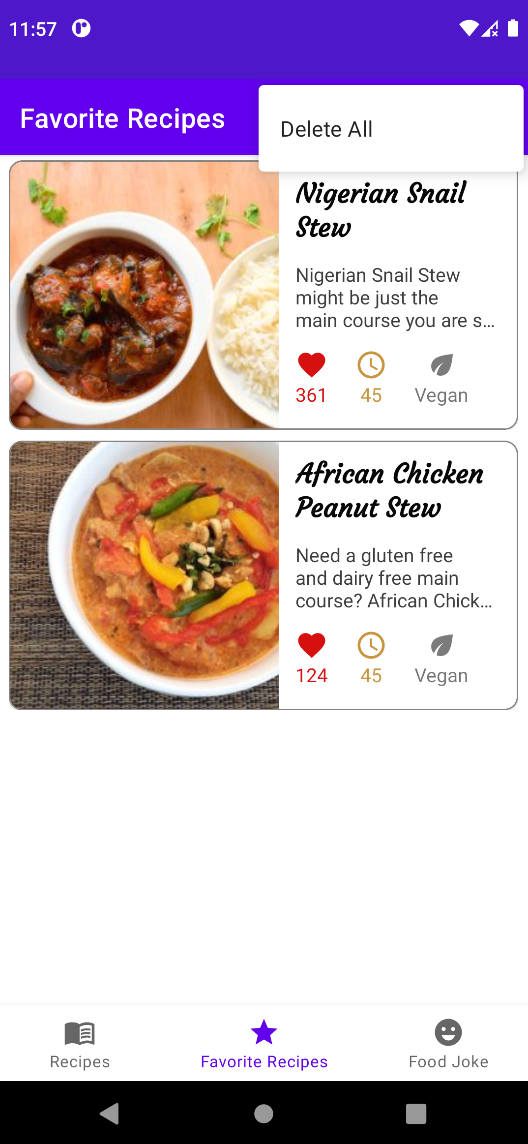 11:57
Favorite Recipes
Delete All
Nigerian Snail
Stew
Nigerian Snail Stew
might be just the
main course you are s...
361
45
Vegan
African Chicken
Peanut Stew
Need a gluten free
and dairy free main
course? African Chick...
124
45
Vegan
Recipes
Favorite Recipes
Food Joke